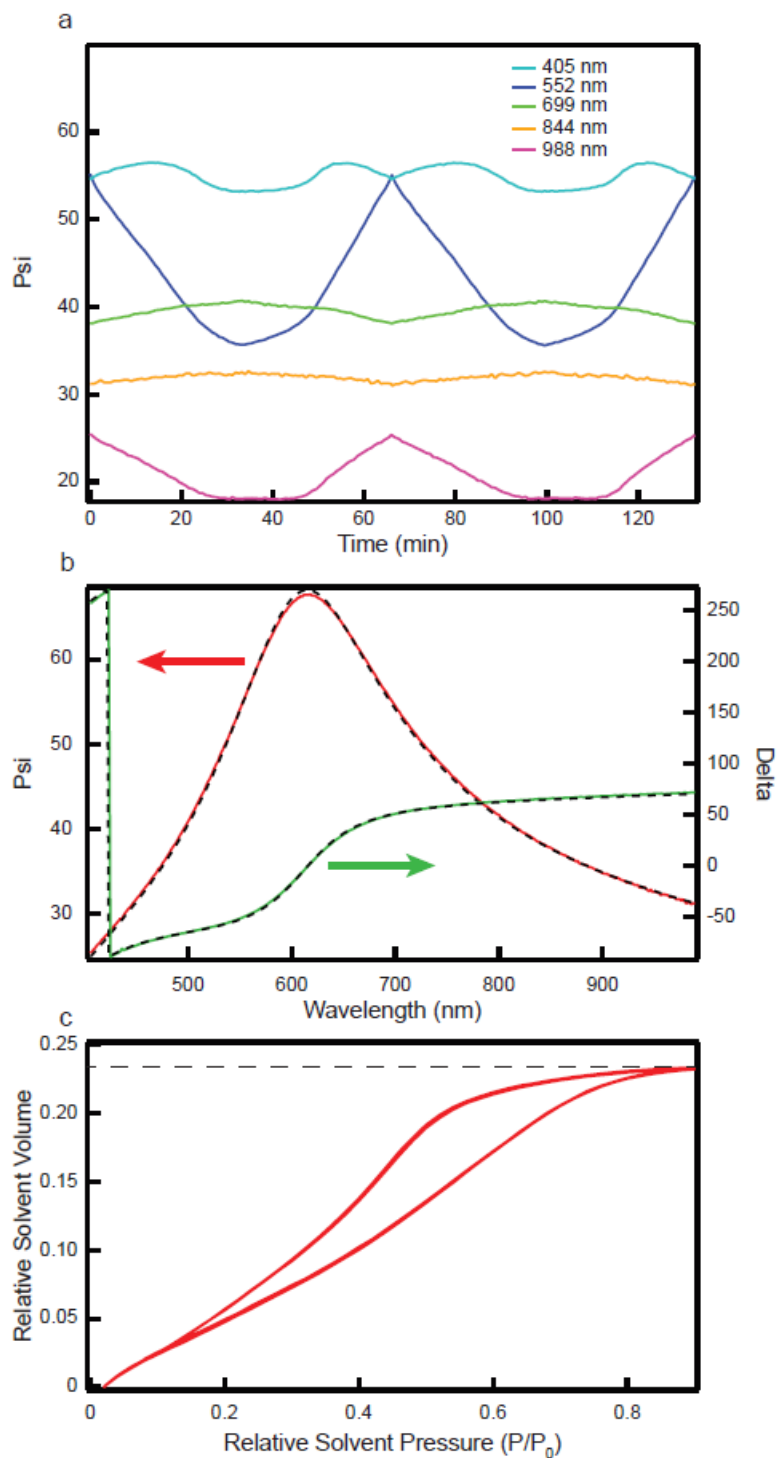 a
60
50
40
30
20
Psi
405 nm
552 nm
699 nm
844 nm
988 nm
0 20 40 60 80 100 120
Time (min)
b
60
50
40
30
Psi
250
200
150
100
50
0
-50
Delta
500 600 700 800 900
Wavelength (nm)
c
0.25
0.20
0.15
0.10
0.05
0
Relative Solvent Volume
0 0.2 0.4 0.6 0.8
Relative Solvent Pressure (P/P₀)